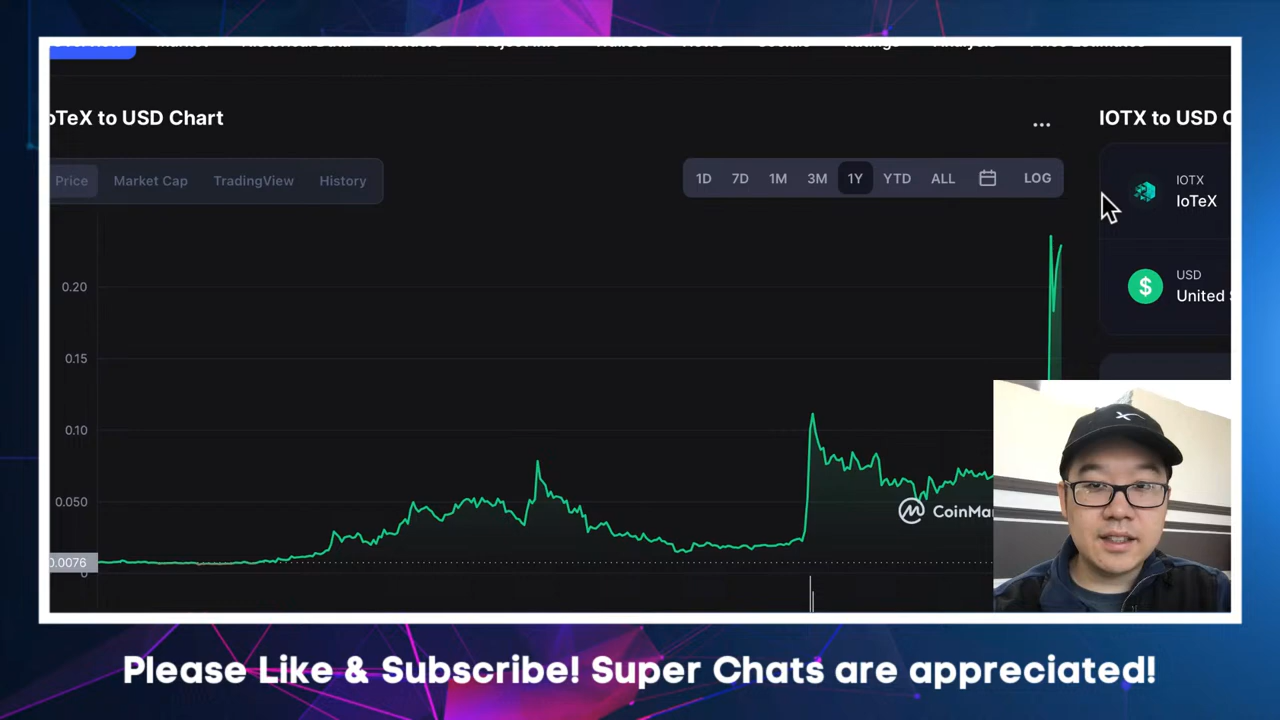 oTeX to USD Chart
...
IOTX to USD C
Price Market Cap TradingView History
1D 7D 1M 3M 1Y YTD ALL LOG
IOTX
IoTeX
USD
United
$
0.20
0.15
0.10
0.050
0.0076
0
CoinMar
Please Like & Subscribe! Super Chats are appreciated!